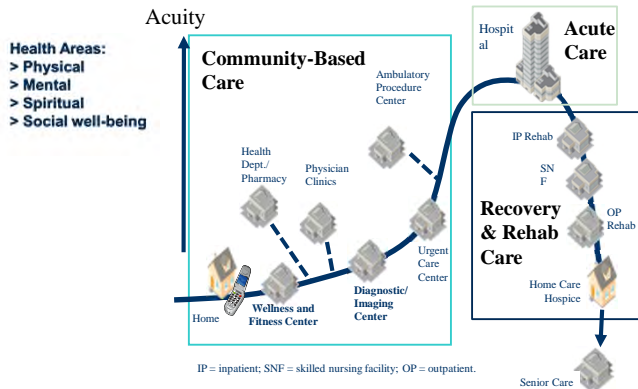 Acuity
Health Areas:
> Physical
> Mental
> Spiritual
> Social well-being
Community-Based
Care
Ambulatory
Procedure
Center
Health
Dept./
Pharmacy
Physician
Clinics
Home
Wellness and
Fitness Center
Diagnostic/
Imaging
Center
Urgent
Care
Center
Hospit
al
Acute
Care
IP Rehab
SN
F
OP
Rehab
Recovery
& Rehab
Care
Home Care
Hospice
Senior Care
IP = inpatient; SNF = skilled nursing facility; OP = outpatient.